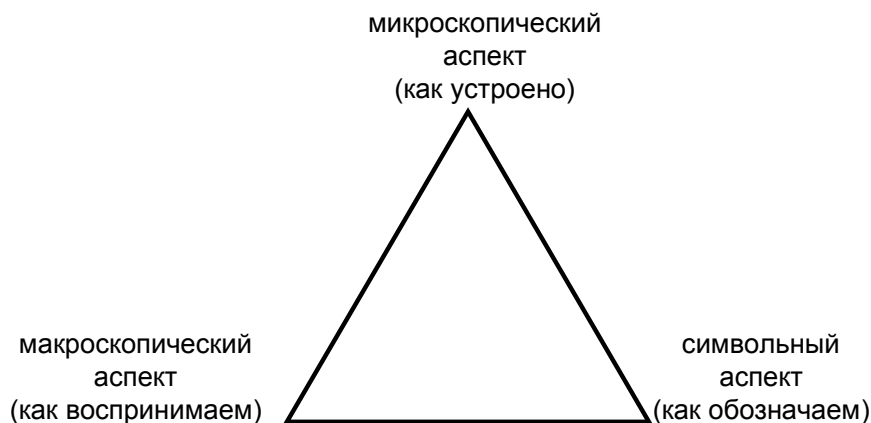 микроскопический
аспект
(как устроено)
макроскопический
аспект
(как воспринимаем)
символьный
аспект
(как обозначаем)